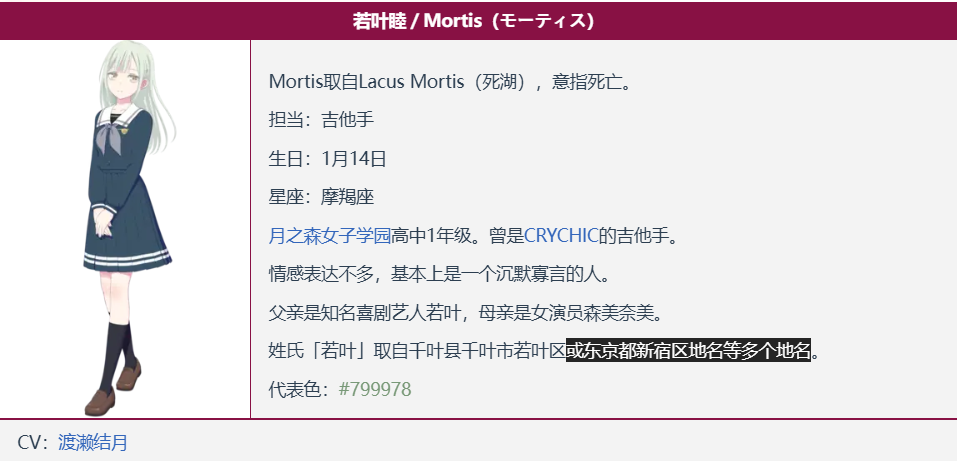 若叶睦 / Mortis（モーティス）
Mortis取自Lacus Mortis（死湖），意指死亡。
担当：吉他手
生日：1月14日
星座：摩羯座
月之森女子学园高中1年级。曾是CRYCHIC的吉他手。
情感表达不多，基本上是一个沉默寡言的人。
父亲是知名喜剧艺人若叶，母亲是女演员森美奈美。
姓氏「若叶」取自千叶县千叶市若叶区或东京都新宿区地名等多个地名。
代表色：#799978
CV：渡濑结月